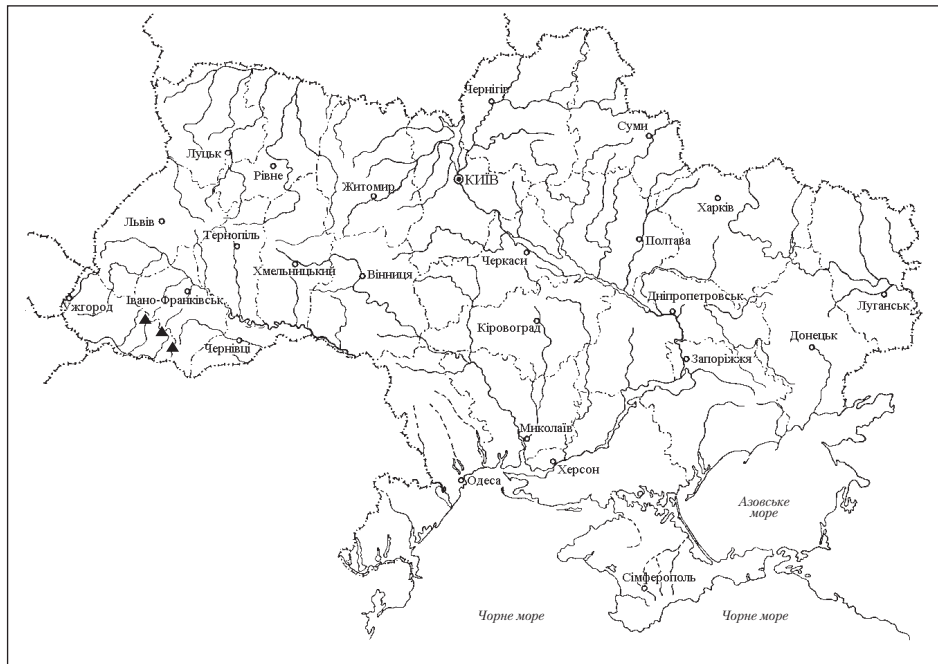 Чернігів
Суми
Луцьк
Рівне
КИЇВ
Житомир
Харків
Львів
Тернопіль
Полтава
Черкаси
Хмельницький
Вінниця
Ужгород
Івано-Франківськ
Дніпропетровськ
Луганськ
Кіровоград
Донецьк
Чернівці
Запоріжжя
Миколаїв
Херсон
Одеса
Азовське
море
Сімферополь
Чорне море
Чорне море